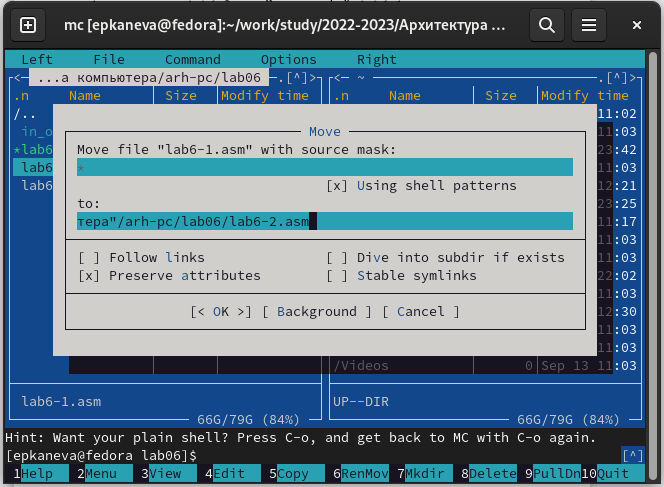 mc [epkaneva@fedora]:~/work/study/2022-2023/Архитектура ...
Left File Command Options Right
<─ ...а компьютера/arh-pc/lab06 .[^]> <─ ~ .[^]>
.n Name Size Modify time .n Name Size Modify time
/.. 11:02
in_o 11:03
*lab6 23:42
lab6 11:03
lab6 12:21
23:25
11:17
11:03
11:03
22:02
11:03
12:30
11:03
11:03
/Videos 0 Sep 13 11:03
Move
Move file "lab6-1.asm" with source mask:
*
[x] Using shell patterns
to:
тера"/arh-pc/lab06/lab6-2.asm
[ ] Follow links [ ] Dive into subdir if exists
[x] Preserve attributes [ ] Stable symlinks
[< OK >] [ Background ] [ Cancel ]
lab6-1.asm UP--DIR
66G/79G (84%) 66G/79G (84%)
Hint: Want your plain shell? Press C-o, and get back to MC with C-o again.
[epkaneva@fedora lab06]$ [^]
1Help 2Menu 3View 4Edit 5Copy 6RenMov 7Mkdir 8Delete 9PullDn 10Quit